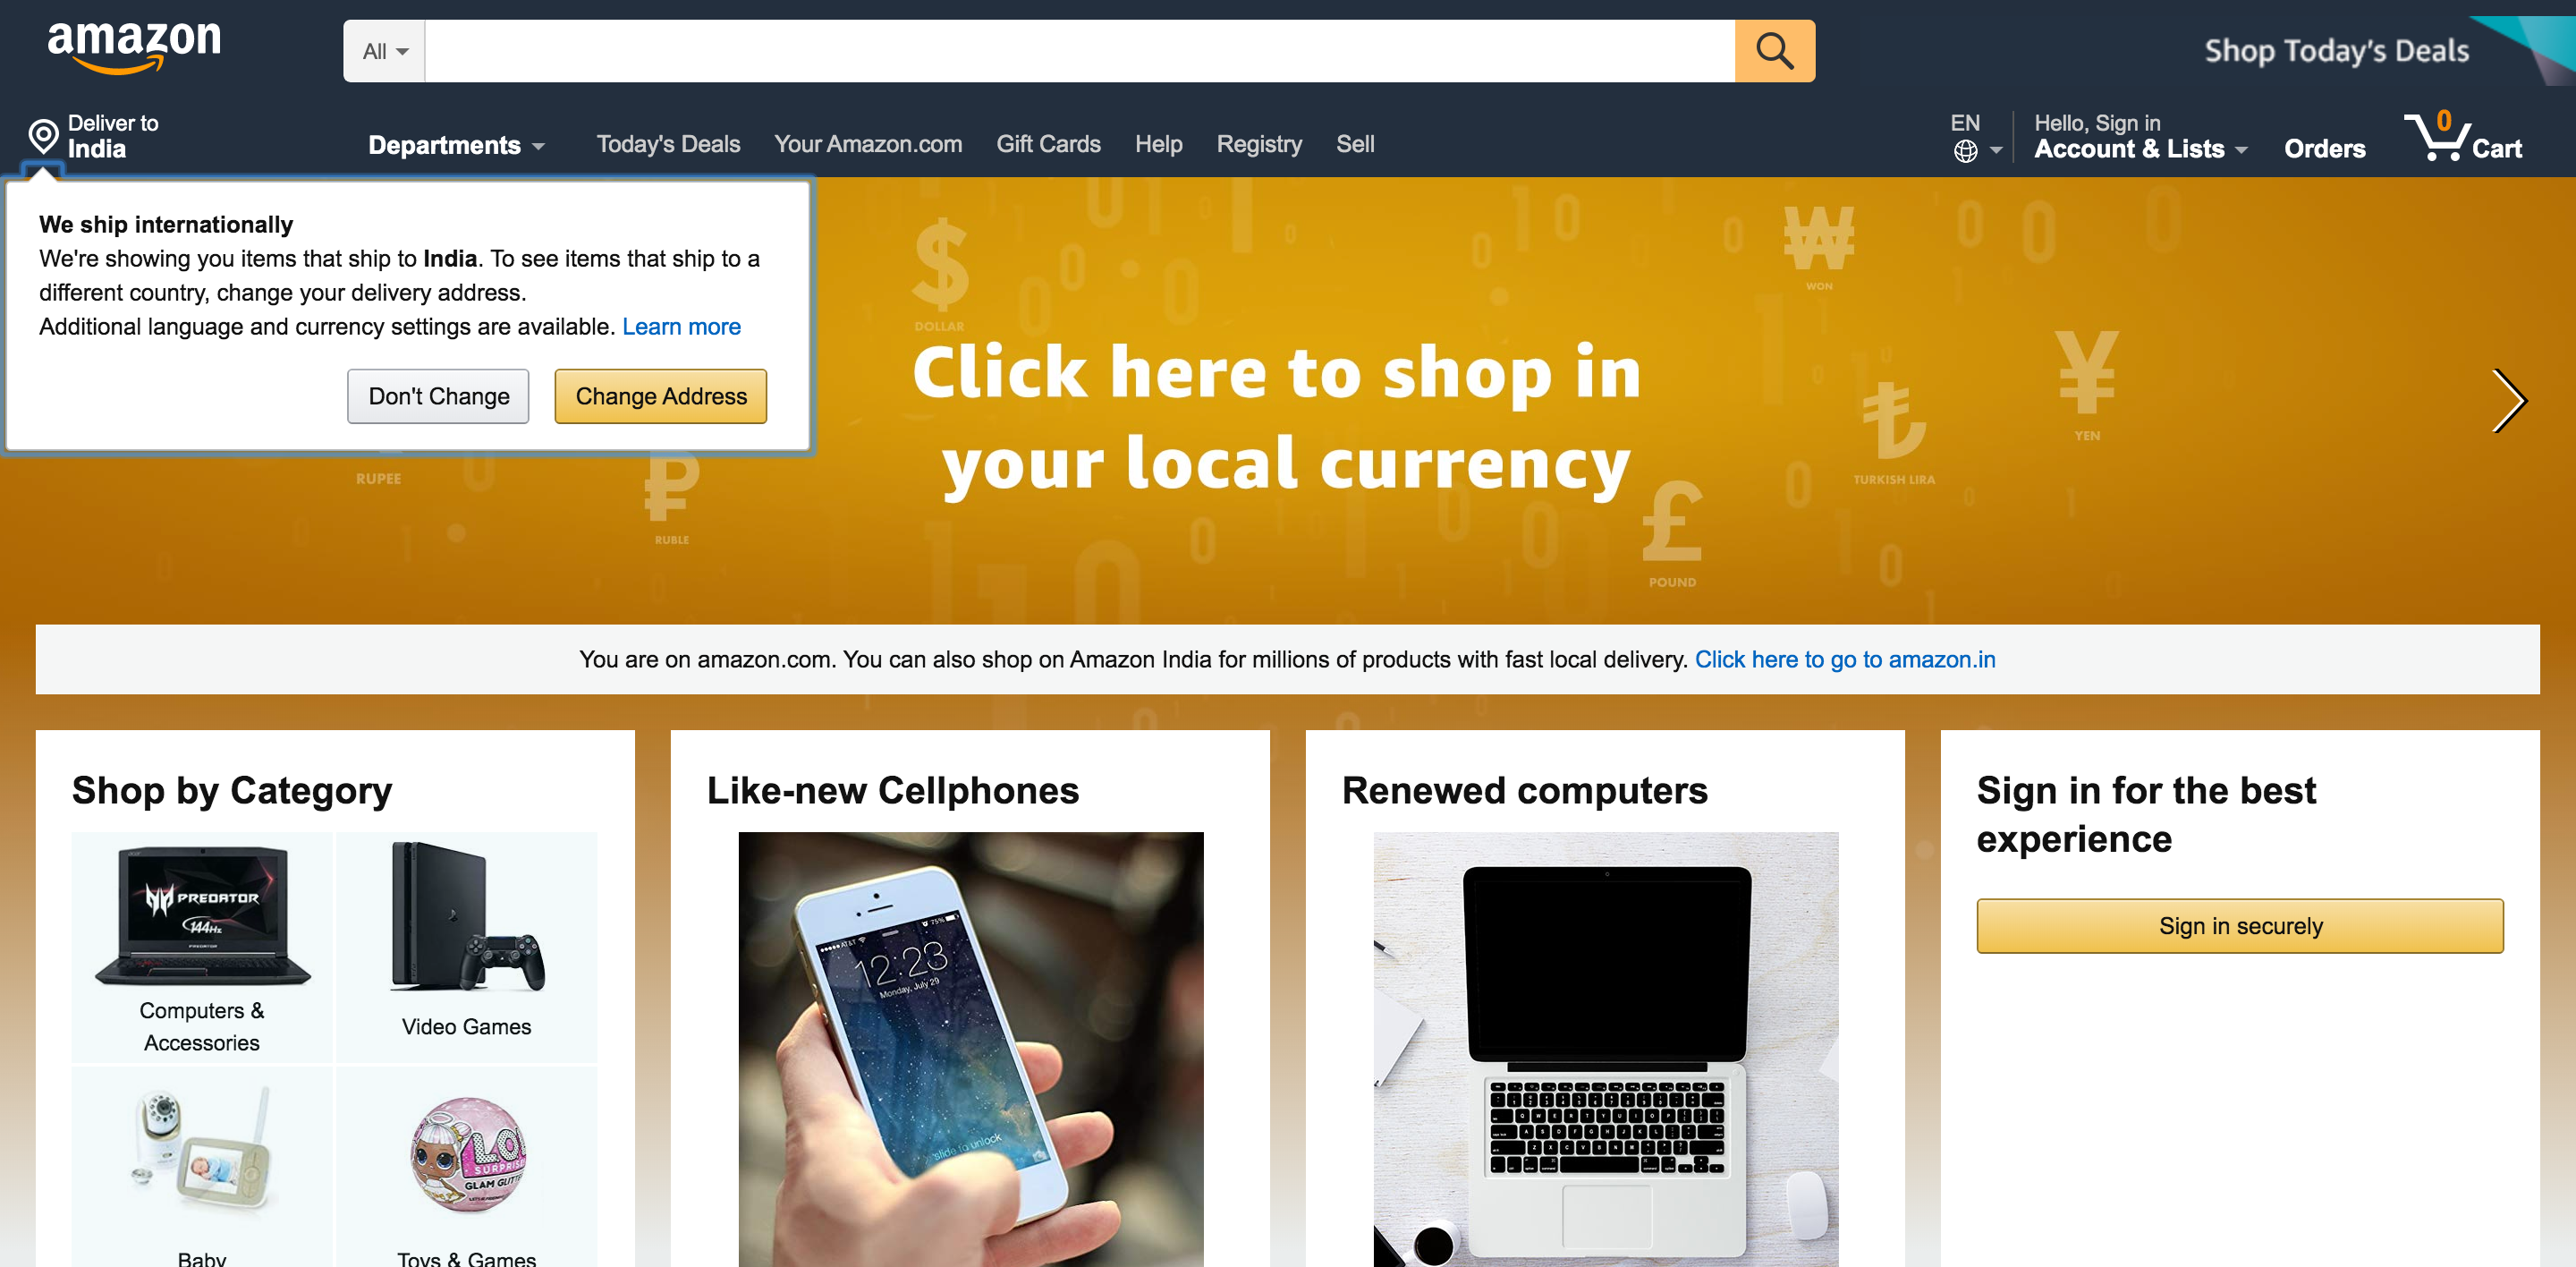 amazon
All
Shop Today's Deals
Deliver to
India
Departments
Today's Deals
Your Amazon.com
Gift Cards
Help
Registry
Sell
EN
Hello, Sign in
Account & Lists
Orders
0
Cart
We ship internationally
We're showing you items that ship to India. To see items that ship to a
different country, change your delivery address.
Additional language and currency settings are available. Learn more
Don't Change
Change Address
$
DOLLAR
₩
WON
¥
YEN
₺
TURKISH LIRA
£
POUND
RUPEE
₽
RUBLE
Click here to shop in
your local currency
You are on amazon.com. You can also shop on Amazon India for millions of products with fast local delivery. Click here to go to amazon.in
Shop by Category
PREDATOR
144Hz
PREDATOR
Computers &
Accessories
Video Games
Baby
L.O.
SURPRISE
GLAM GLITT
Toys & Games
Like-new Cellphones
AT&T
75%
12:23
Monday, July 29
slide to unlock
Renewed computers
Sign in for the best
experience
Sign in securely